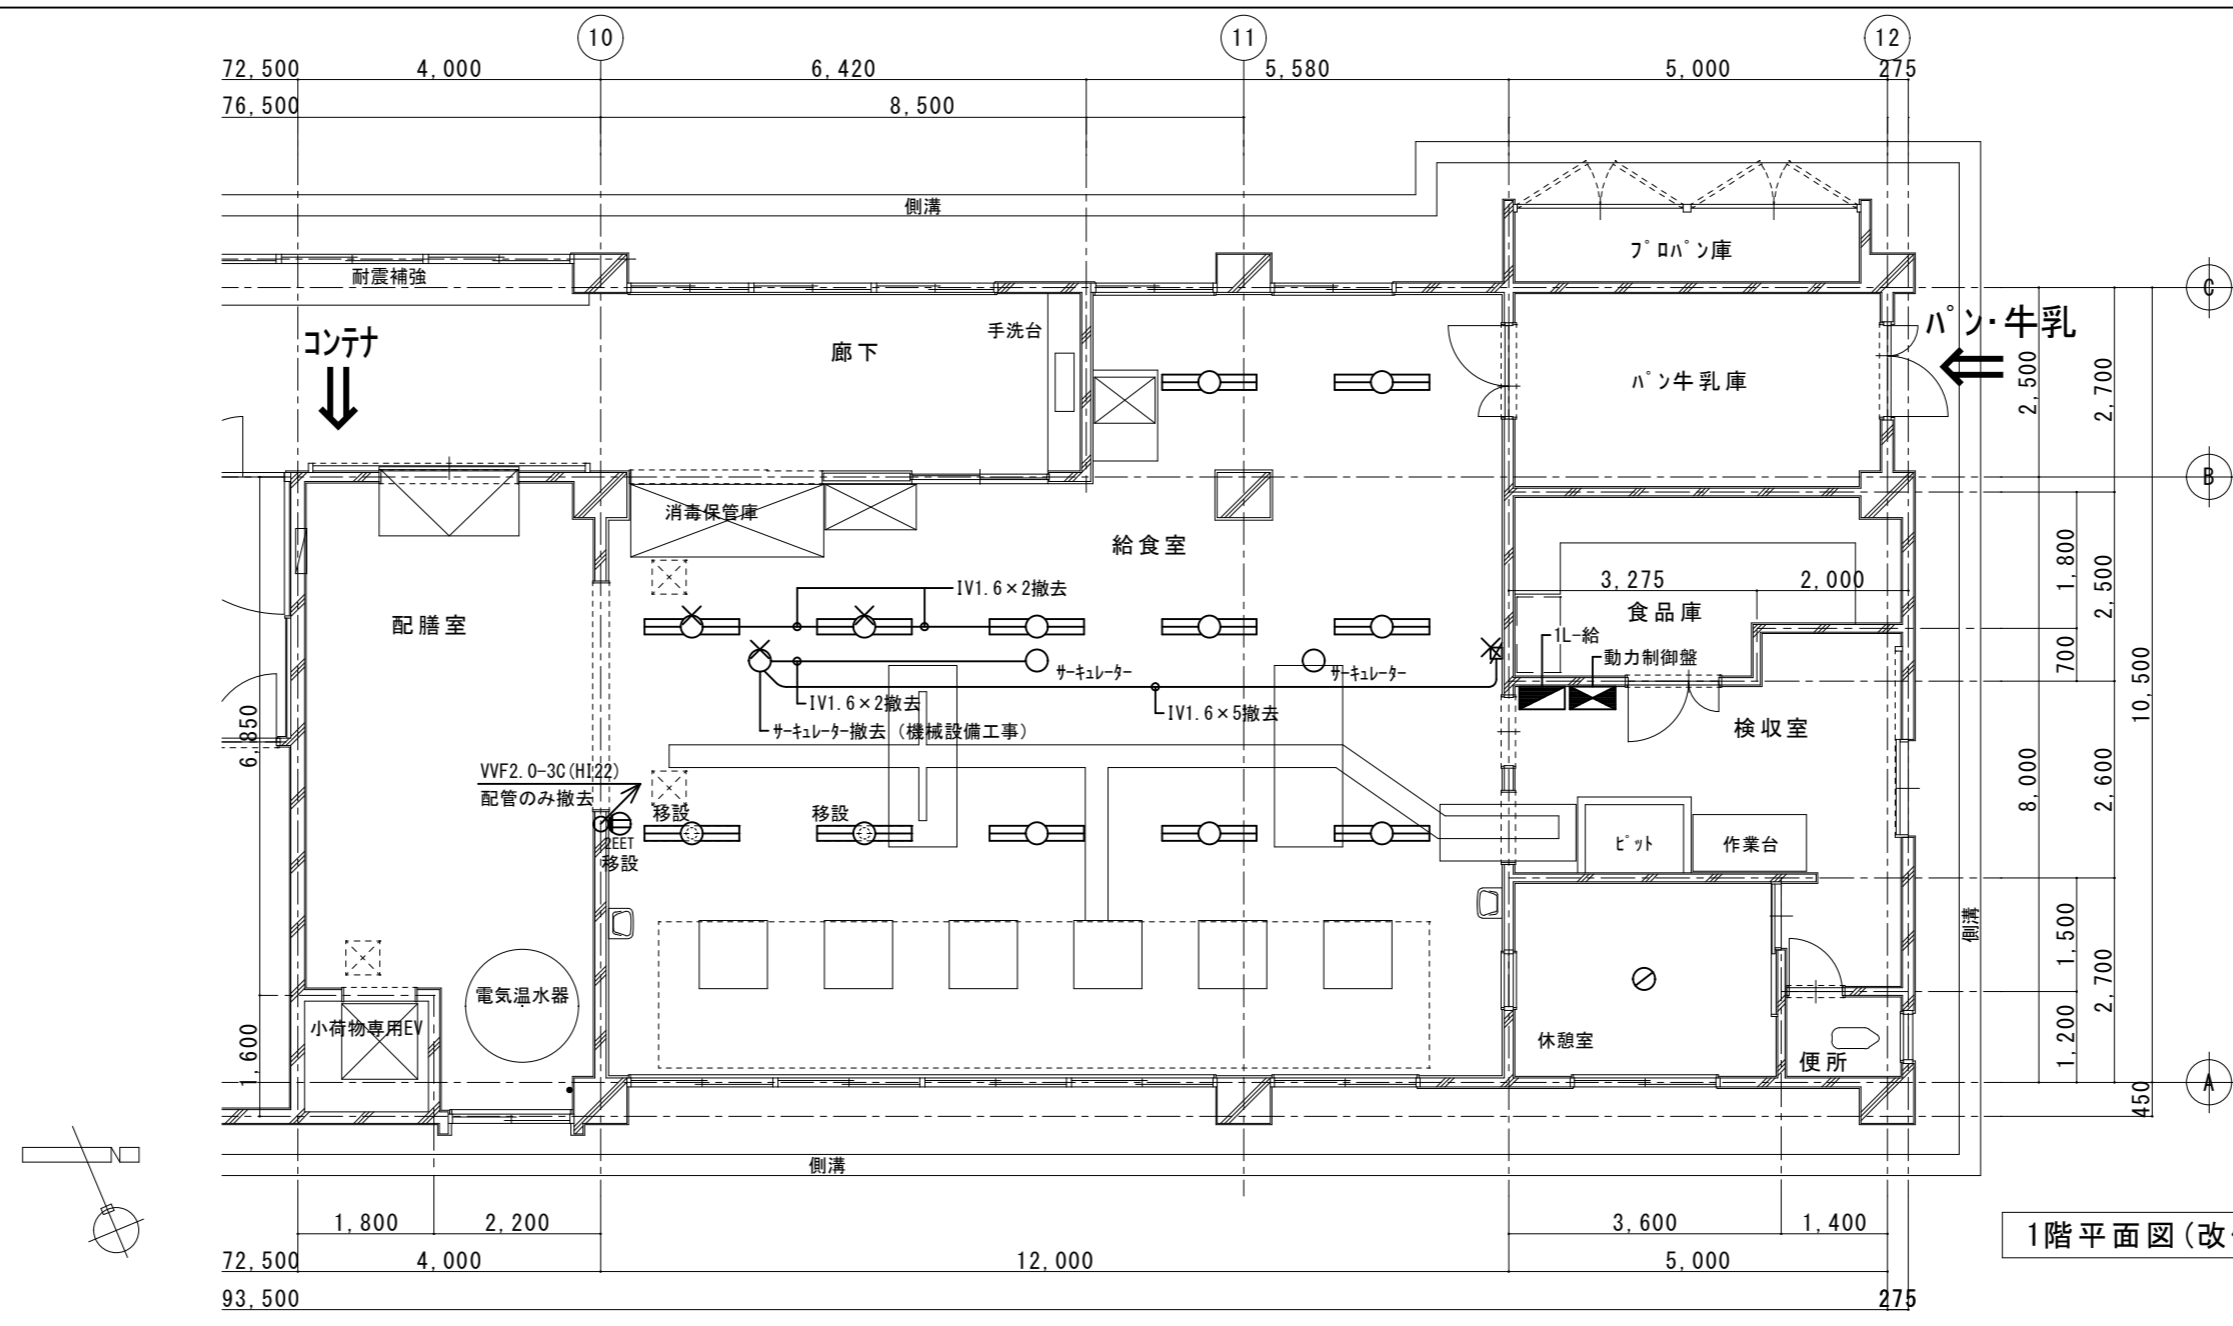 10
11
12
72,500
4,000
6,420
5,580
5,000
275
76,500
8,500
側溝
耐震補強
コンテナ
廊下
手洗台
プロパン庫
パン牛乳庫
パン・牛乳
C
B
A
2,500
2,700
消毒保管庫
給食室
配膳室
IV1.6×2撤去
サーキュレーター
サーキュレーター
IV1.6×2撤去
IV1.6×5撤去
サーキュレーター撤去（機械設備工事）
3,275
2,000
食品庫
1L-給
動力制御盤
検収室
1,800
2,500
700
10,500
8,000
2,600
6,850
VVF2.0-3C(HI22)
配管のみ撤去
2EET
移設
移設
移設
ピット
作業台
電気温水器
小荷物専用EV
1,600
休憩室
便所
側溝
1,500
2,700
1,200
450
側溝
N
1,800
2,200
3,600
1,400
72,500
4,000
12,000
5,000
93,500
275
1階平面図(改